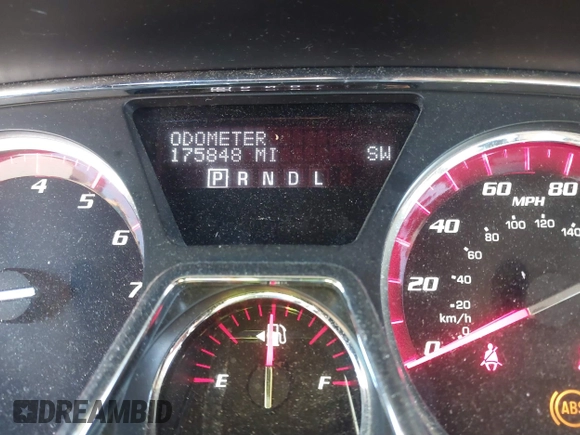 ODOMETER
175848 MI SW
P R N D L
4 5 6 7
E F
0 20 40 60 80
MPH
0 20 40 60 80 100 120 140
km/h
ABS
DREAMBID